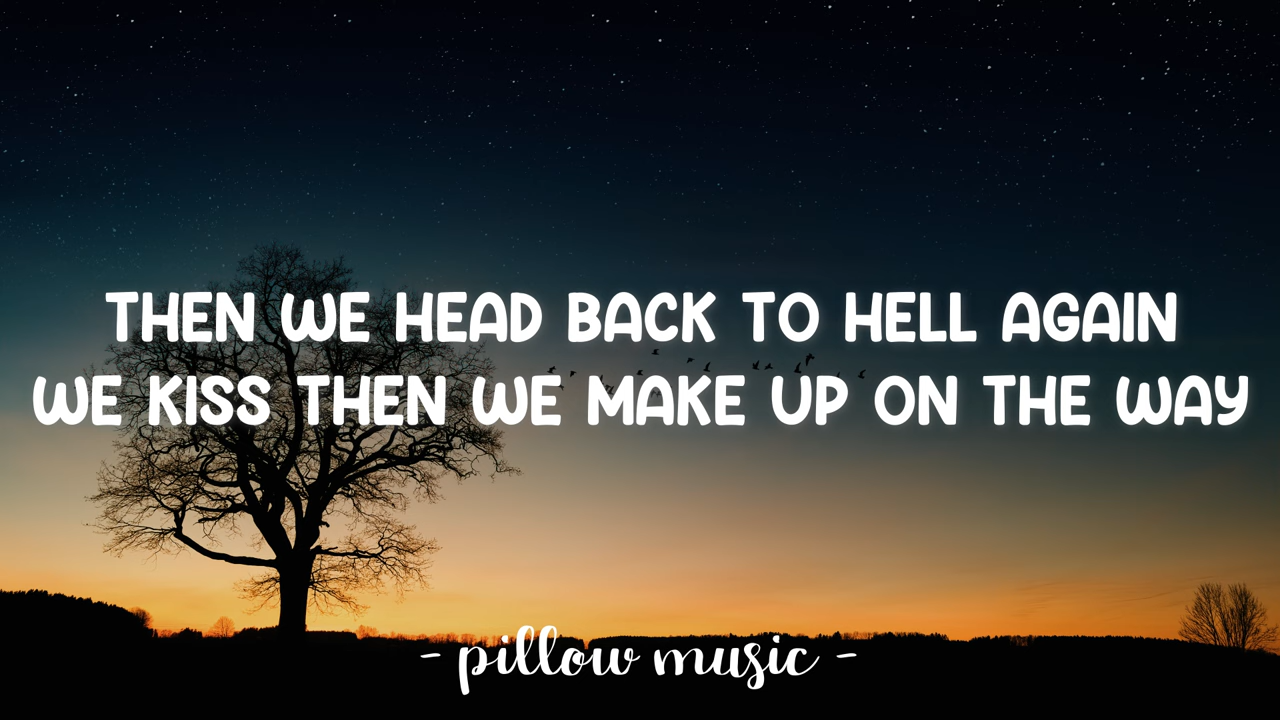 THEN WE HEAD BACK TO HELL AGAIN
WE KISS THEN WE MAKE UP ON THE WAY
- pillow music -